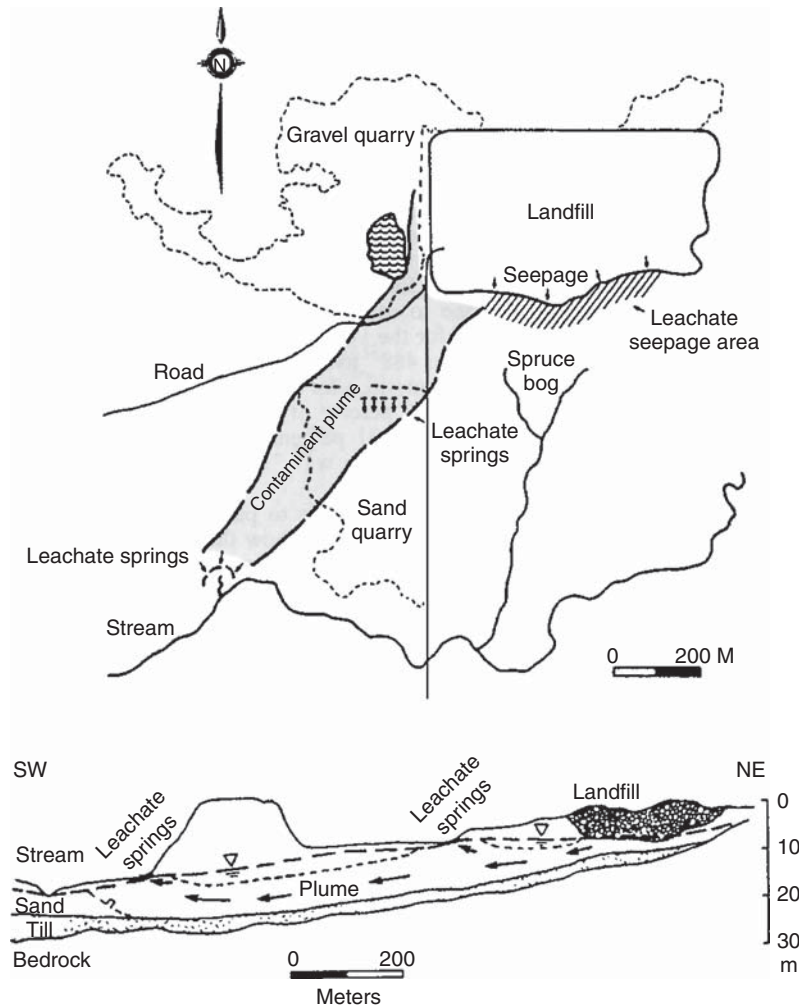 N
Gravel quarry
Landfill
Seepage
Leachate
seepage area
Road
Spruce
bog
Contaminant plume
Leachate
springs
Sand
quarry
Leachate springs
Stream
0 200 M
SW
NE
Leachate
springs
Leachate
springs
Landfill
0
Stream
10
Plume
20
Sand
Till
30
Bedrock
m
0 200
Meters